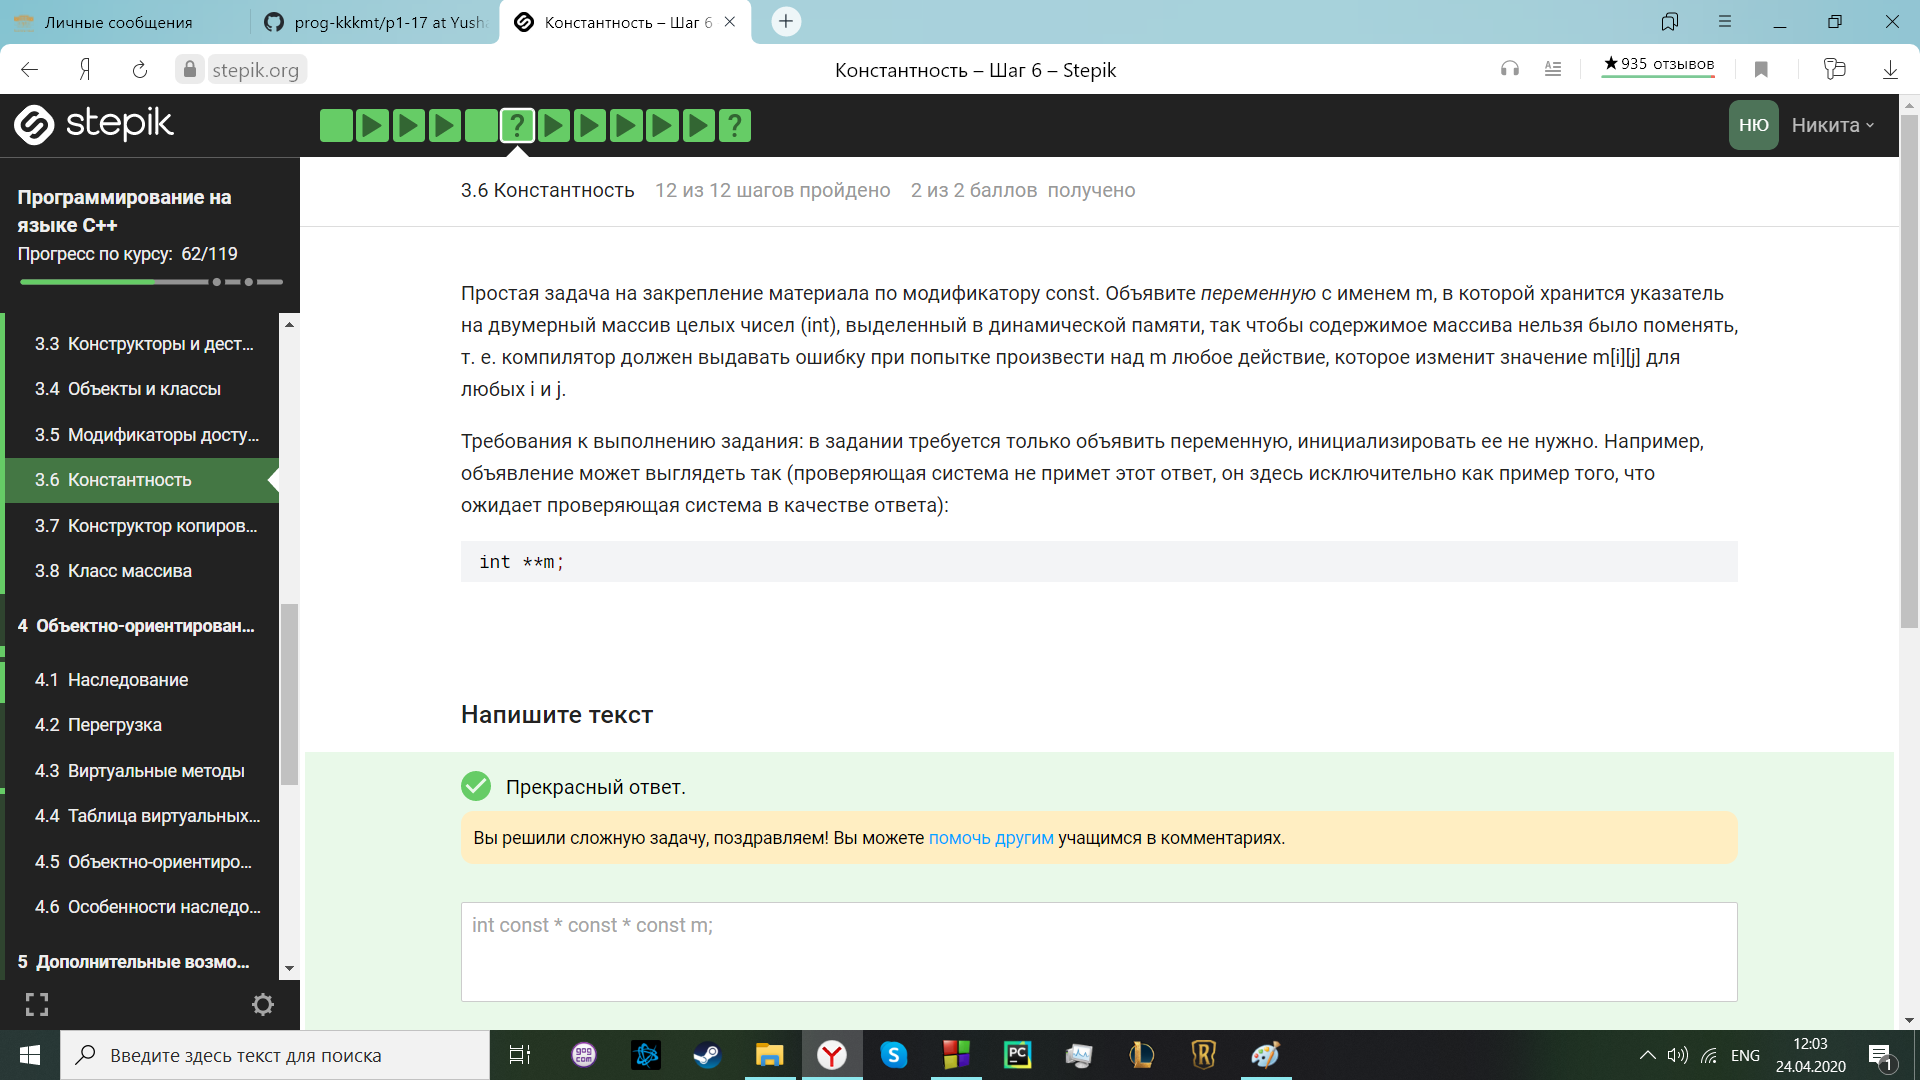 Личные сообщения
prog-kkkmt/p1-17 at Yush
Константность – Шаг 6
stepik.org
Константность – Шаг 6 – Stepik
★935 отзывов
stepik
НЮ
Никита
Программирование на
языке C++
Прогресс по курсу: 62/119
3.3 Конструкторы и дест...
3.4 Объекты и классы
3.5 Модификаторы досту...
3.6 Константность
3.7 Конструктор копиров...
3.8 Класс массива
4 Объектно-ориентирован...
4.1 Наследование
4.2 Перегрузка
4.3 Виртуальные методы
4.4 Таблица виртуальных...
4.5 Объектно-ориентиро...
4.6 Особенности наследо...
5 Дополнительные возмо...
3.6 Константность 12 из 12 шагов пройдено 2 из 2 баллов получено
Простая задача на закрепление материала по модификатору const. Объявите переменную с именем m, в которой хранится указатель
на двумерный массив целых чисел (int), выделенный в динамической памяти, так чтобы содержимое массива нельзя было поменять,
т. е. компилятор должен выдавать ошибку при попытке произвести над m любое действие, которое изменит значение m[i][j] для
любых i и j.
Требования к выполнению задания: в задании требуется только объявить переменную, инициализировать ее не нужно. Например,
объявление может выглядеть так (проверяющая система не примет этот ответ, он здесь исключительно как пример того, что
ожидает проверяющая система в качестве ответа):
int **m;
Напишите текст
Прекрасный ответ.
Вы решили сложную задачу, поздравляем! Вы можете помочь другим учащимся в комментариях.
int const * const * const m;
Введите здесь текст для поиска
ENG
12:03
24.04.2020
1